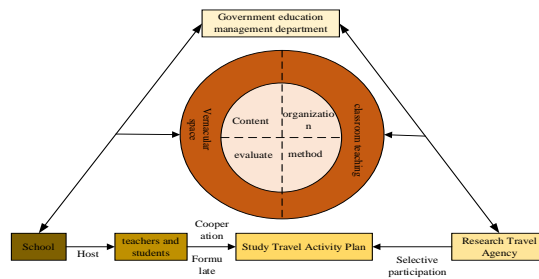 Government education
management department
Vernacular
space
Content
organizatio
n
evaluate
method
classroom teaching
School
Host
teachers and
students
Cooper
ation
Formu
late
Study Travel Activity Plan
Selective
participation
Research Travel
Agency